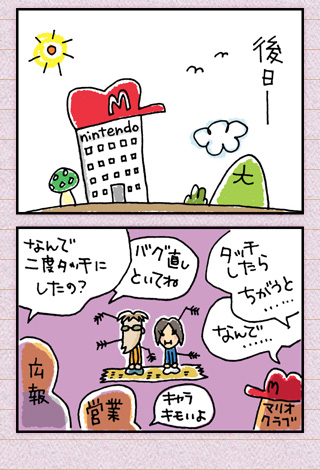 後日―
M
nintendo
大
タッチ
したら
ちがうと
……
なんで……
バグ直し
といてね
なんで
二度タッチに
したの？
広報
営業
キャラ
キモいよ
M
マリオ
クラブ